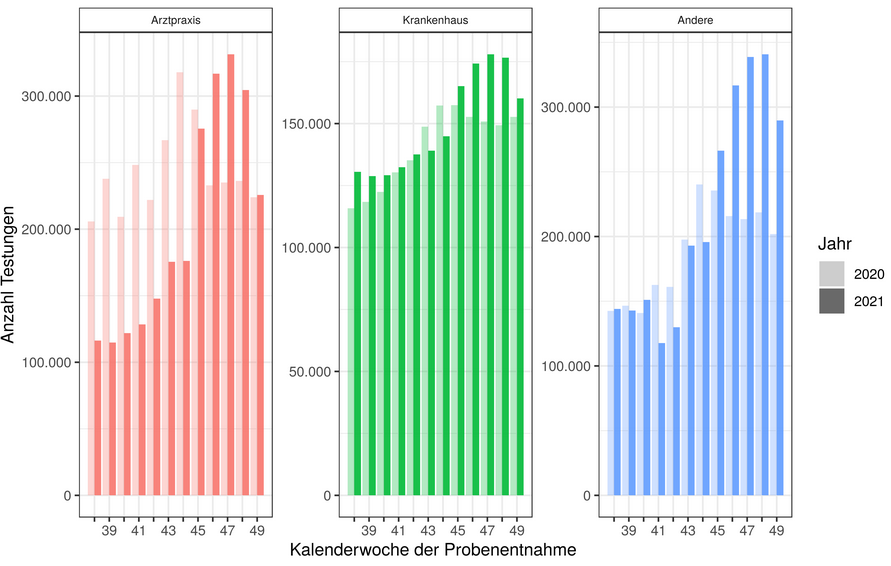 Arztpraxis
Krankenhaus
Andere
Anzahl Testungen
300.000
200.000
100.000
0
150.000
100.000
50.000
0
300.000
200.000
100.000
0
39 41 43 45 47 49
39 41 43 45 47 49
39 41 43 45 47 49
Kalenderwoche der Probenentnahme
Jahr
2020
2021